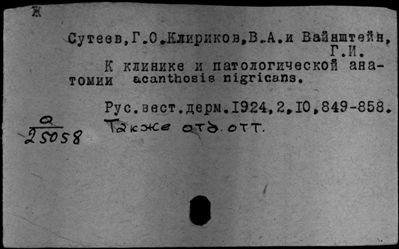 Ж
Сутеев, Г.О. Клириков, В.А. и Вайнштейн,
Г.И.
К клинике и патологической ана-
томии acanthosis nigricans.
Рус. вест. дерм. 1924, 2, 10, 849-858.
a
25058
Также отд. отт.